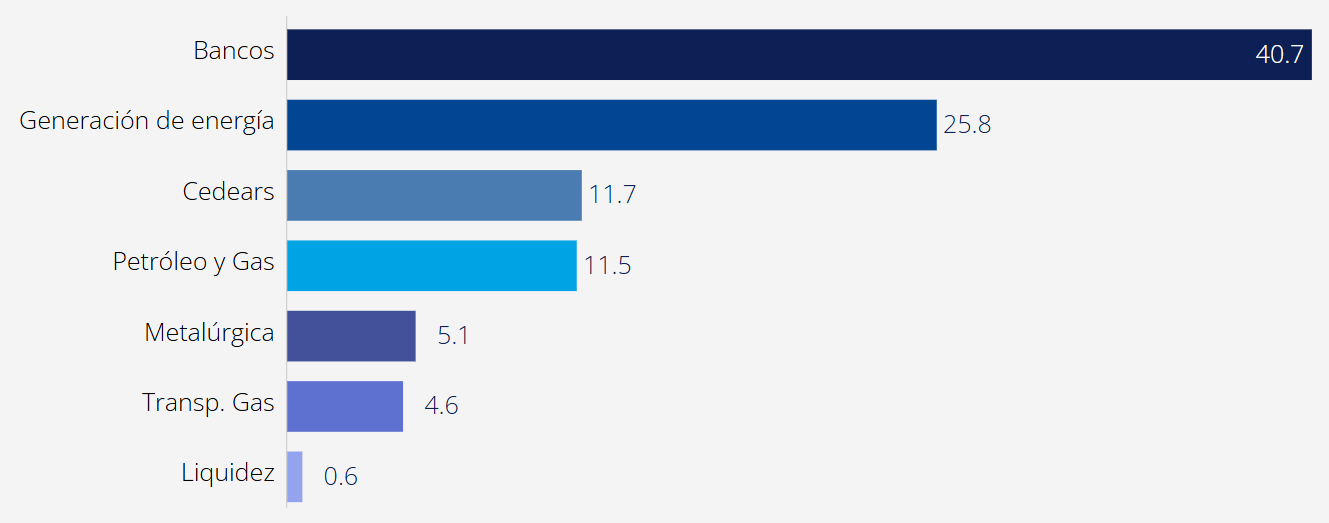 Bancos 40.7
Generación de energía 25.8
Cedears 11.7
Petróleo y Gas 11.5
Metalúrgica 5.1
Transp. Gas 4.6
Liquidez 0.6